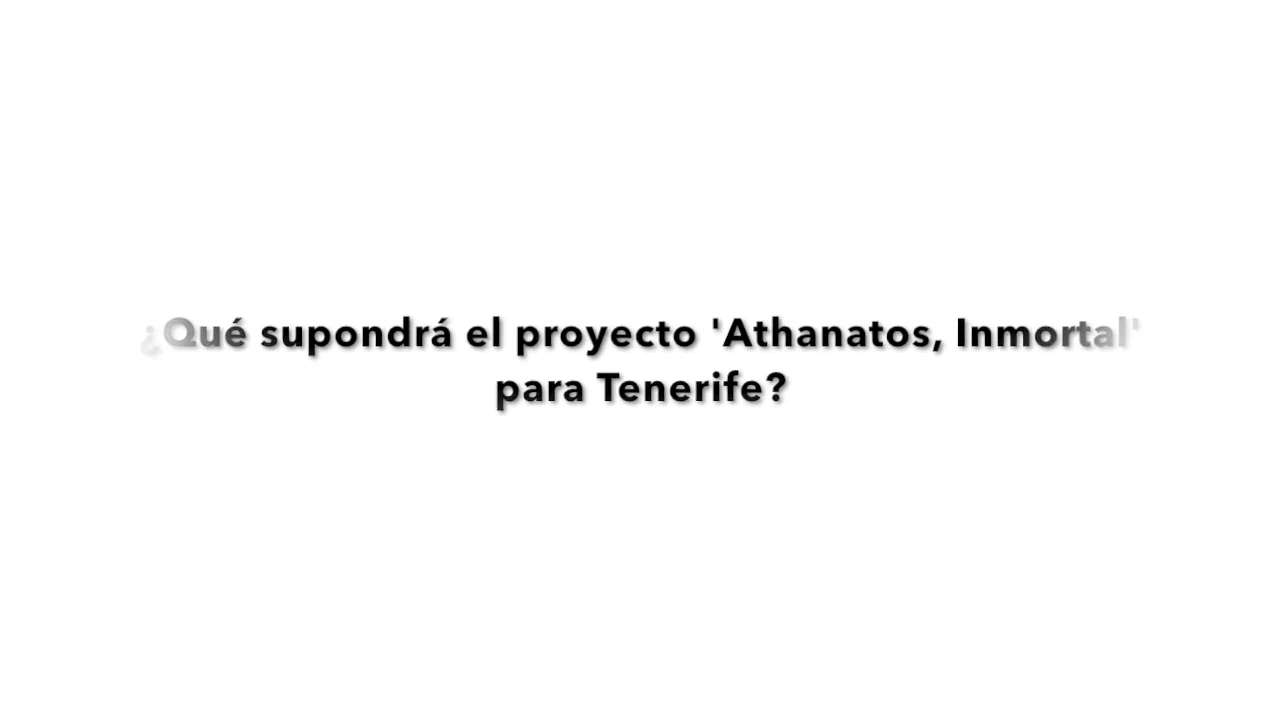 ¿Qué supondrá el proyecto 'Athanatos, Inmortal'
para Tenerife?